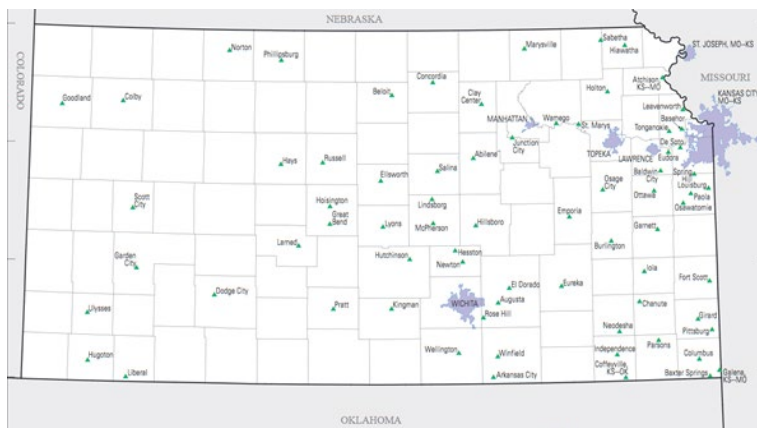 NEBRASKA
COLORADO
MISSOURI
OKLAHOMA
Norton
Phillipsburg
Marysville
Sabetha
Hiawatha
ST. JOSEPH, MO–KS
Goodland
Colby
Beloit
Concordia
Clay
Center
Holton
Atchison
KS–MO
KANSAS CITY,
MO–KS
Leavenworth
MANHATTAN
Wamego
St. Marys
Basehor
Tonganoxie
Junction
City
TOPEKA
LAWRENCE
De Soto
Eudora
Hays
Russell
Abilene
Salina
Ellsworth
Baldwin
City
Spring
Hill
Louisburg
Osage
City
Ottawa
Paola
Osawatomie
Scott
City
Hoisington
Great
Bend
Lindsborg
Lyons
McPherson
Hillsboro
Emporia
Garnett
Larned
Burlington
Garden
City
Hutchinson
Hesston
Newton
Iola
Fort Scott
Dodge City
El Dorado
Eureka
Ulysses
Pratt
Kingman
WICHITA
Augusta
Rose Hill
Chanute
Girard
Neodesha
Pittsburg
Parsons
Hugoton
Wellington
Winfield
Independence
Columbus
Liberal
Arkansas City
Coffeyville,
KS–OK
Baxter Springs
Galena,
KS–MO